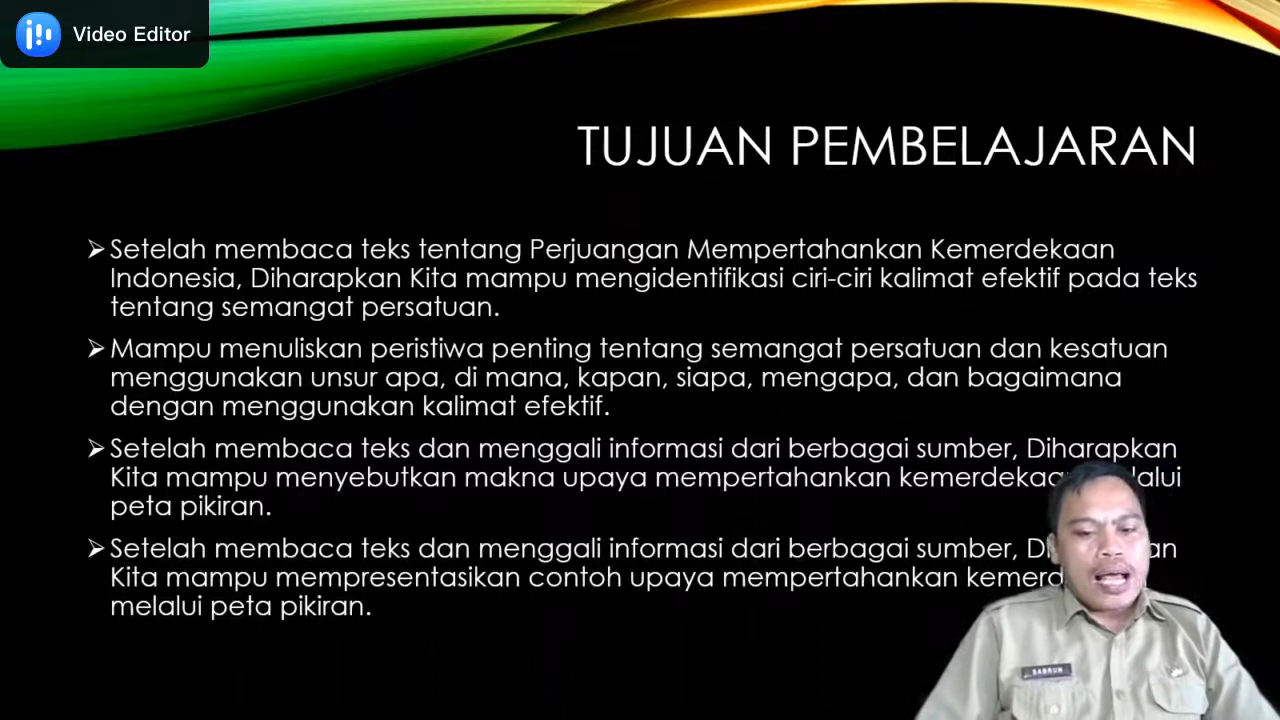 Video Editor
TUJUAN PEMBELAJARAN
Setelah membaca teks tentang Perjuangan Mempertahankan Kemerdekaan
Indonesia, Diharapkan Kita mampu mengidentifikasi ciri-ciri kalimat efektif pada teks
tentang semangat persatuan.
Mampu menuliskan peristiwa penting tentang semangat persatuan dan kesatuan
menggunakan unsur apa, di mana, kapan, siapa, mengapa, dan bagaimana
dengan menggunakan kalimat efektif.
Setelah membaca teks dan menggali informasi dari berbagai sumber, Diharapkan
Kita mampu menyebutkan makna upaya mempertahankan
peta pikiran.
Setelah membaca teks dan menggali informasi dari berbagai sumber,
Kita mampu mempresentasikan contoh upaya mempertahankan
melalui peta pikiran.
SABRUN